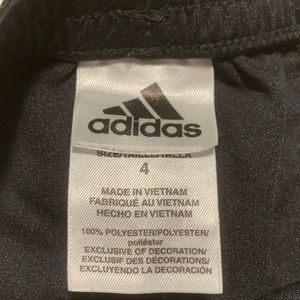 adidas
SIZE/TAILLE/TALLA
4
MADE IN VIETNAM
FABRIQUÉ AU VIETNAM
HECHO EN VIETNAM
100% POLYESTER/POLYESTER/
poliéster
EXCLUSIVE OF DECORATION/
EXCLUSIF DES DÉCORATIONS/
EXCLUYENDO LA DECORACIÓN